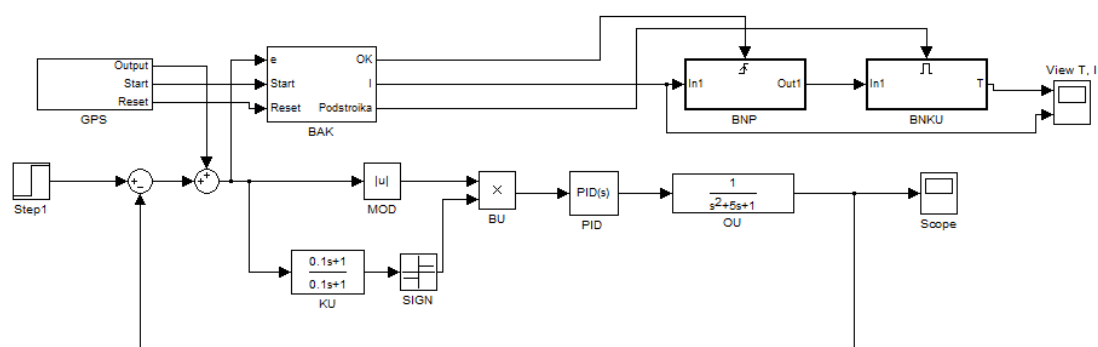 Output
Start
Reset
GPS
e
Start
Reset
OK
I
Podstroika
BAK
In1
Out1
BNP
In1
T
BNKU
View T, I
Step1
+
-
+
+
|u|
MOD
×
BU
PID(s)
PID
1
s2+5s+1
OU
Scope
0.1s+1
0.1s+1
KU
SIGN